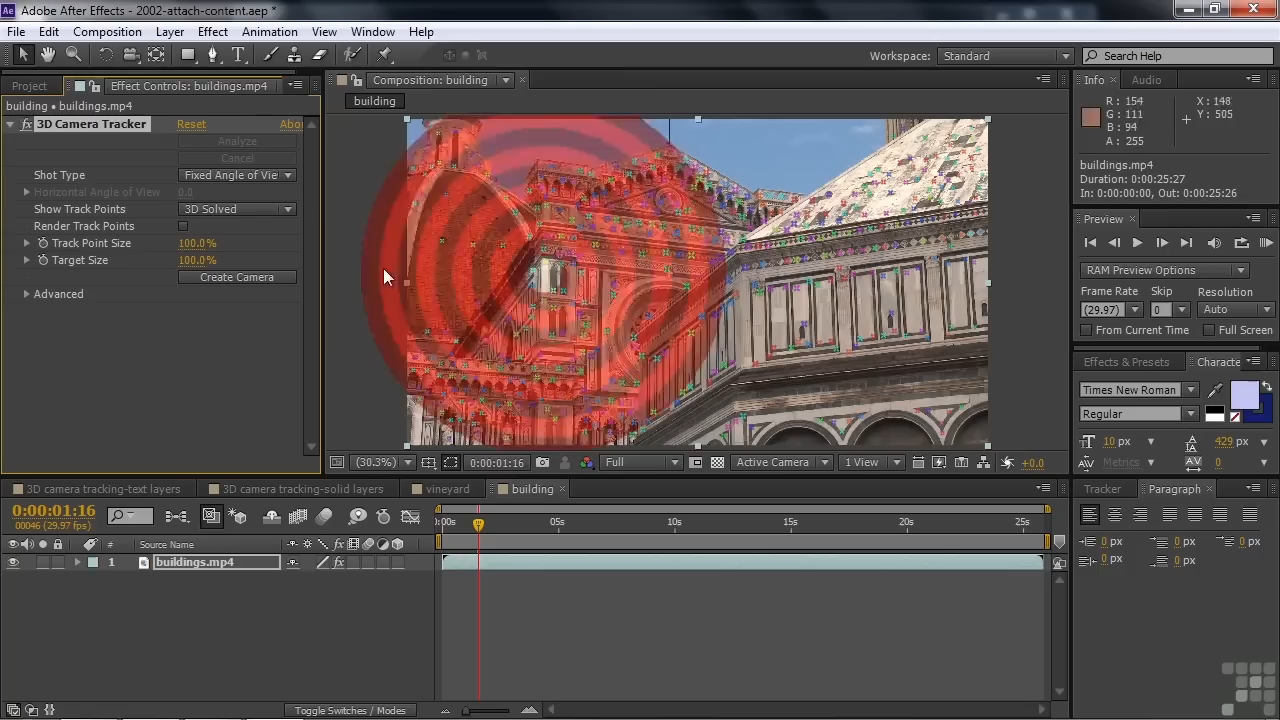 Ae Adobe After Effects - 2002-attach-content.aep *
File Edit Composition Layer Effect Animation View Window Help
Workspace: Standard Search Help
Project Effect Controls: buildings.mp4
building • buildings.mp4
fx 3D Camera Tracker Reset Abo
Analyze
Cancel
Shot Type Fixed Angle of Vie
Horizontal Angle of View 0.0
Show Track Points 3D Solved
Render Track Points
Track Point Size 100.0%
Target Size 100.0%
Create Camera
Advanced
Composition: building
building
(30.3%) 0:00:01:16 Full Active Camera 1 View +0.0
Info Audio
R : 154 X : 148
G : 111 Y : 505
B : 94
A : 255
buildings.mp4
Duration: 0:00:25:27
In: 0:00:00:00, Out: 0:00:25:26
Preview
RAM Preview Options
Frame Rate Skip Resolution
(29.97) 0 Auto
From Current Time Full Screen
Effects & Presets Characte
Times New Roman
Regular
10 px 429 px
Metrics 0
3D camera tracking-text layers 3D camera tracking-solid layers vineyard building
0:00:01:16
00046 (29.97 fps)
:00s 05s 10s 15s 20s 25s
# Source Name fx
1 buildings.mp4 fx
Toggle Switches / Modes
Tracker Paragraph
0 px 0 px 0 px
0 px 0 px